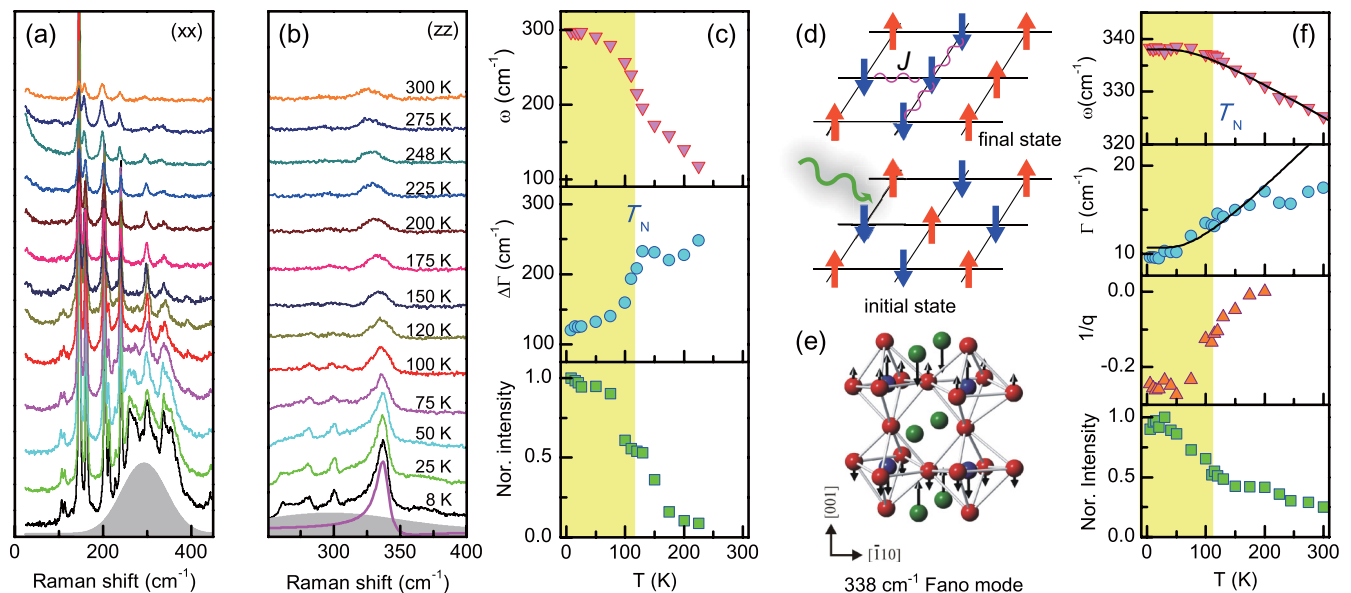 (a)
(xx)
0
200
400
Raman shift (cm⁻¹)
(b)
(zz)
300 K
275 K
248 K
225 K
200 K
175 K
150 K
120 K
100 K
75 K
50 K
25 K
8 K
300
350
400
Raman shift (cm⁻¹)
(c)
ω (cm⁻¹)
300
200
100
ΔΓ (cm⁻¹)
300
200
100
T_N
Nor. intensity
1.0
0.5
0.0
0
100
200
300
T (K)
(d)
J
final state
initial state
(e)
[001]
[1̄10]
338 cm⁻¹ Fano mode
(f)
ω(cm⁻¹)
340
330
320
T_N
Γ (cm⁻¹)
20
10
1/q
0.0
-0.2
Nor. Intensity
1.0
0.5
0.0
0
100
200
300
T (K)